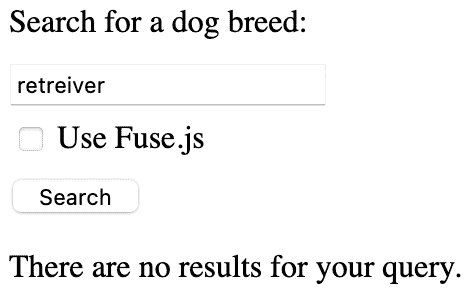 Search for a dog breed:
retreiver
Use Fuse.js
Search
There are no results for your query.